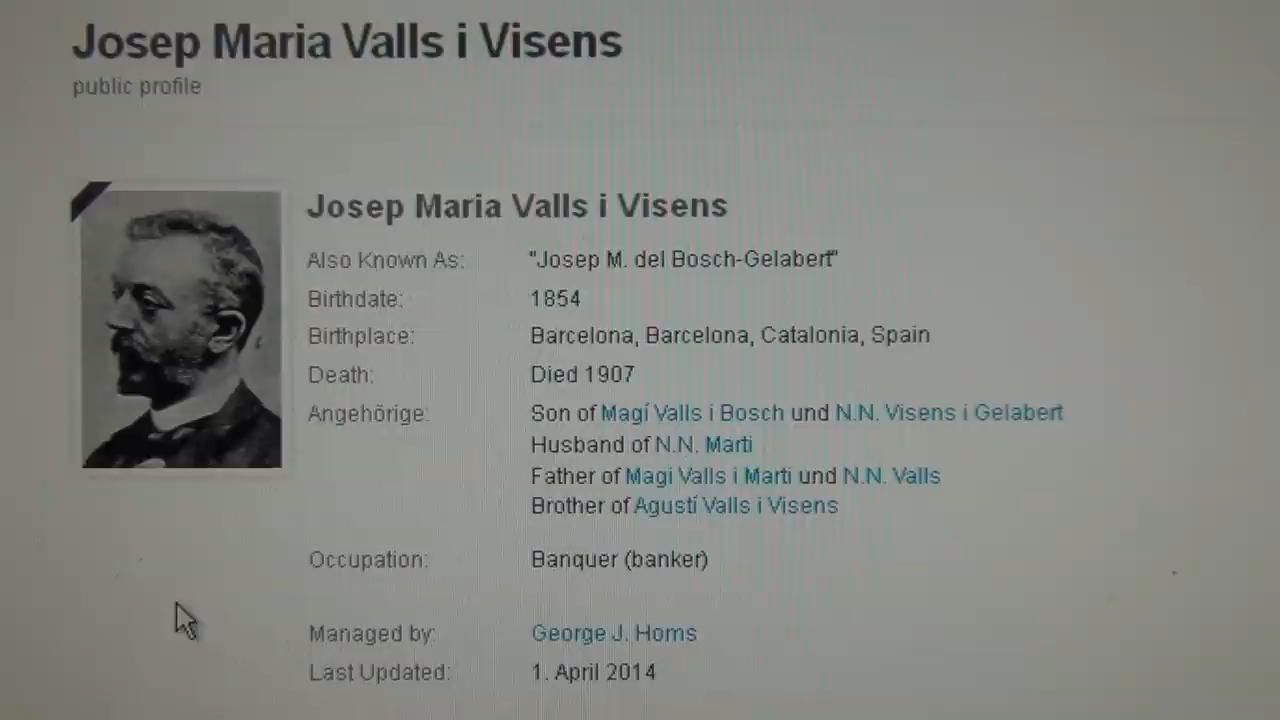 Josep Maria Valls i Visens
public profile
Josep Maria Valls i Visens
Also Known As: "Josep M. del Bosch-Gelabert"
Birthdate: 1854
Birthplace: Barcelona, Barcelona, Catalonia, Spain
Death: Died 1907
Angehörige: Son of Magí Valls i Bosch und N.N. Visens i Gelabert
Husband of N.N. Marti
Father of Magi Valls i Marti und N.N. Valls
Brother of Agustí Valls i Visens
Occupation: Banquer (banker)
Managed by: George J. Homs
Last Updated: 1. April 2014